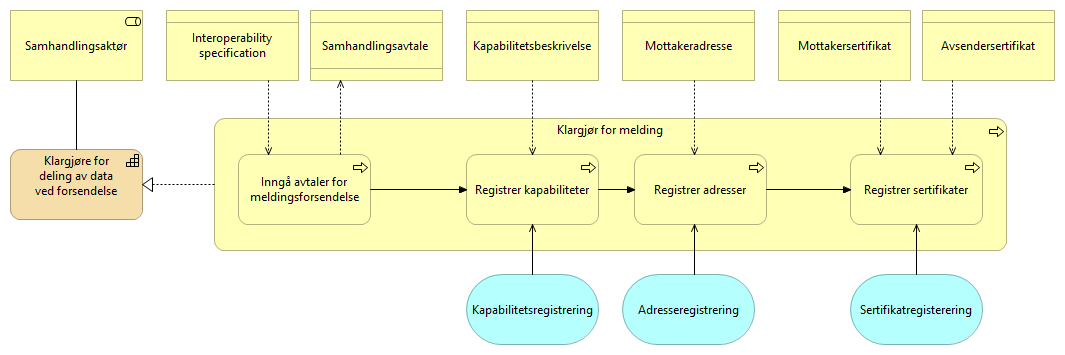 Samhandlingsaktør
Interoperability
specification
Samhandlingsavtale
Kapabilitetsbeskrivelse
Mottakeradresse
Mottakersertifikat
Avsendersertifikat
Klargjør for melding
Klargjøre for
deling av data
ved forsendelse
Inngå avtaler for
meldingsforsendelse
Registrer kapabiliteter
Registrer adresser
Registrer sertifikater
Kapabilitetsregistrering
Adresseregistrering
Sertifikatregisterering